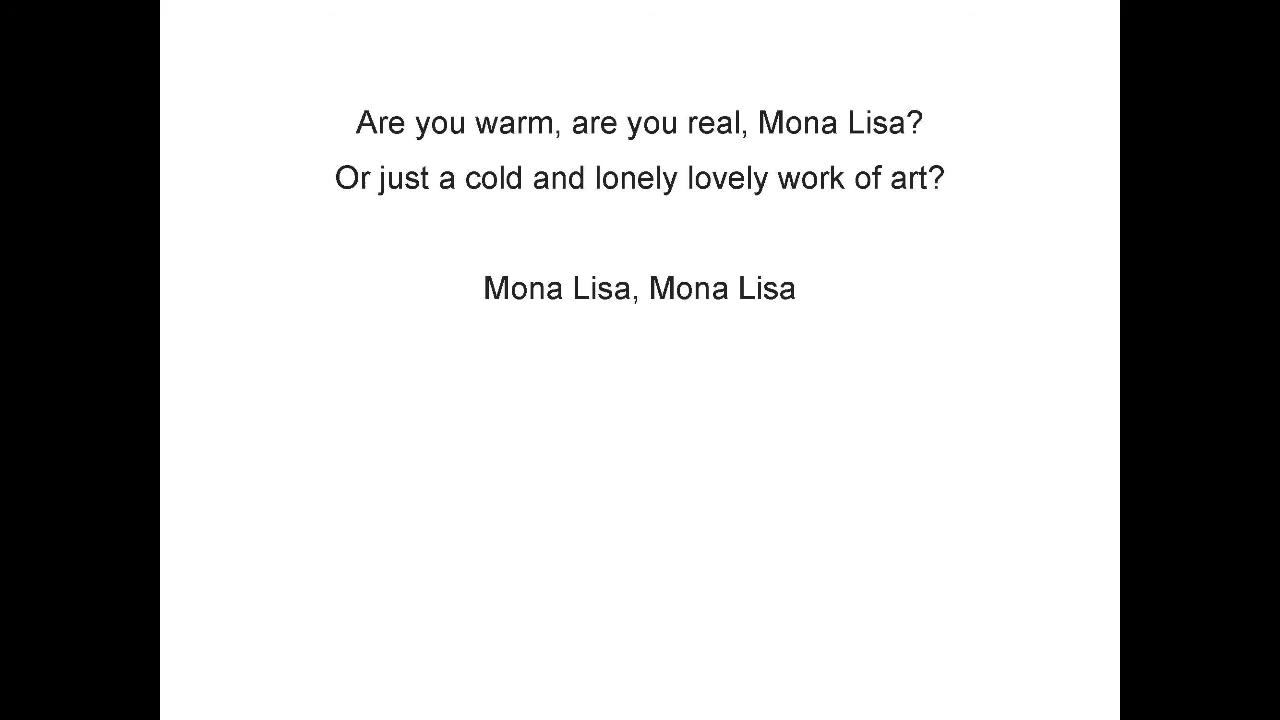 Are you warm, are you real, Mona Lisa?
Or just a cold and lonely lovely work of art?
Mona Lisa, Mona Lisa